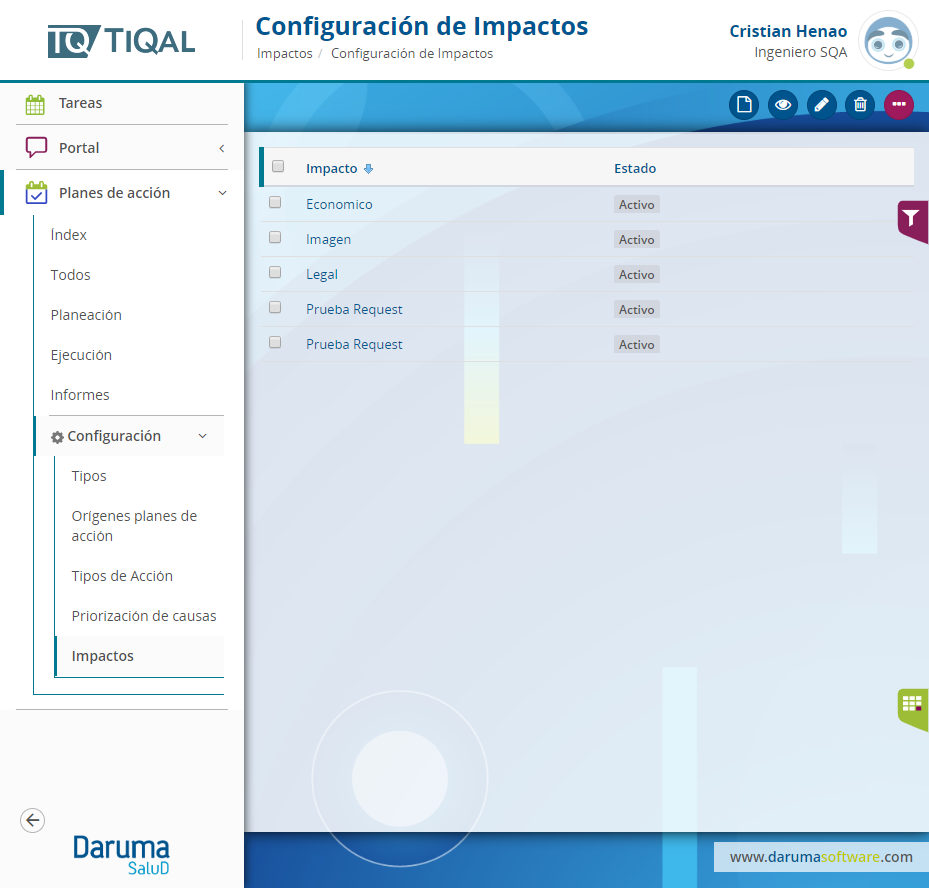 TQ TIQAL
Configuración de Impactos
Impactos / Configuración de Impactos
Cristian Henao
Ingeniero SQA
Tareas
Portal
Planes de acción
Índex
Todos
Planeación
Ejecución
Informes
Configuración
Tipos
Orígenes planes de
acción
Tipos de Acción
Priorización de causas
Impactos
Impacto Estado
Economico Activo
Imagen Activo
Legal Activo
Prueba Request Activo
Prueba Request Activo
Daruma
SaluD
www.darumasoftware.com